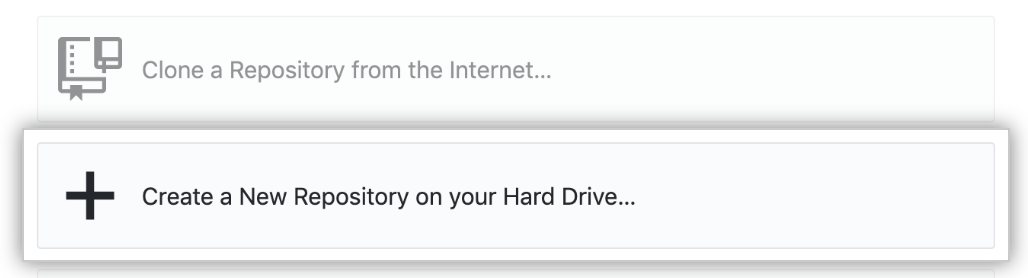 Clone a Repository from the Internet...
Create a New Repository on your Hard Drive...